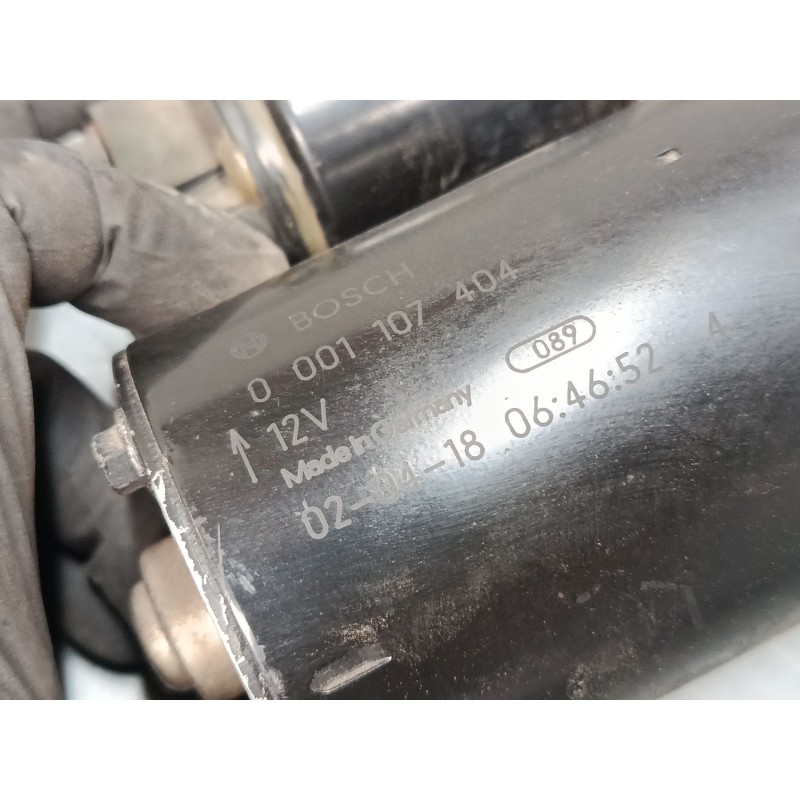 BOSCH
0 001 107 404
12V 089
Made in Germany
02-04-18 06:46:52 4